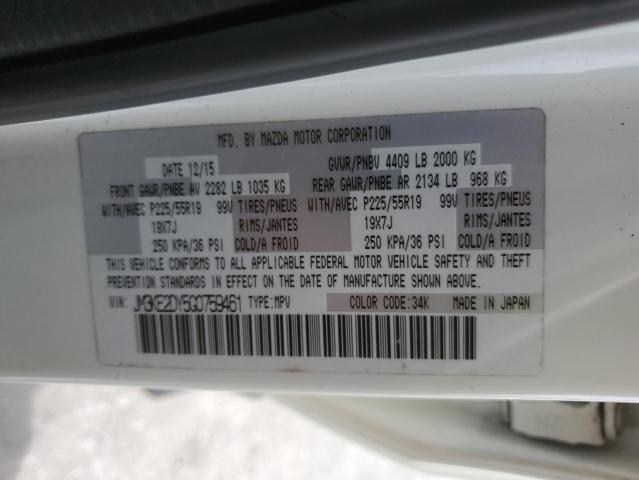 MFD. BY MAZDA MOTOR CORPORATION
DATE 12/15 GVWR/PNBV 4409 LB 2000 KG
FRONT GAWR/PNBE AV 2282 LB 1035 KG REAR GAWR/PNBE AR 2134 LB 968 KG
WITH/AVEC P225/55R19 99V TIRES/PNEUS WITH/AVEC P225/55R19 99V TIRES/PNEUS
19X7J RIMS/JANTES 19X7J RIMS/JANTES
250 KPA/36 PSI COLD/A FROID 250 KPA/36 PSI COLD/A FROID
THIS VEHICLE CONFORMS TO ALL APPLICABLE FEDERAL MOTOR VEHICLE SAFETY AND THEFT
PREVENTION STANDARDS IN EFFECT ON THE DATE OF MANUFACTURE SHOWN ABOVE.
VIN: JM3KE2DY5G0759461 TYPE:MPV COLOR CODE:34K MADE IN JAPAN